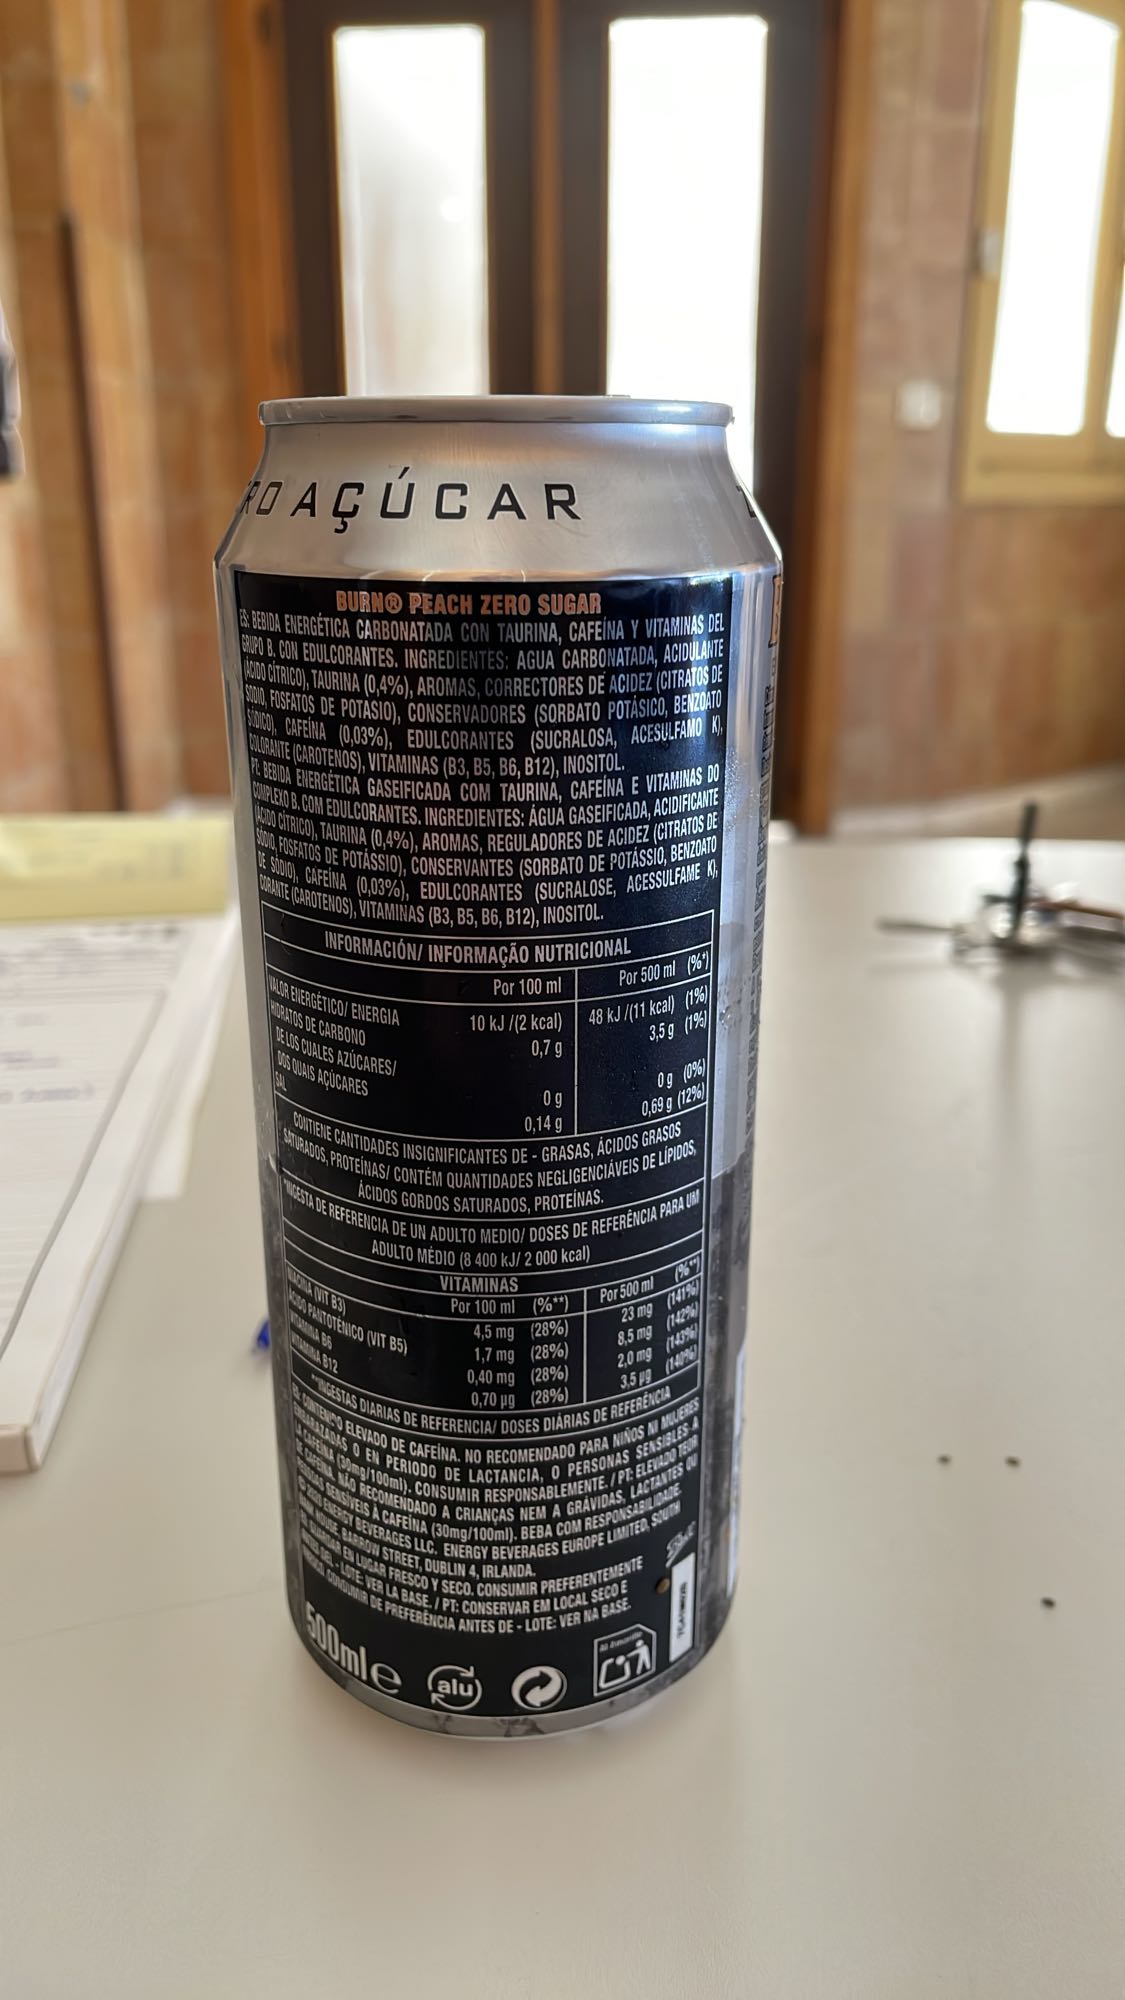 RO AÇÚCAR
BURN® PEACH ZERO SUGAR
ES: BEBIDA ENERGÉTICA CARBONATADA CON TAURINA, CAFEÍNA Y VITAMINAS DEL
GRUPO B. CON EDULCORANTES. INGREDIENTES: AGUA CARBONATADA, ACIDULANTE
(ÁCIDO CÍTRICO), TAURINA (0,4%), AROMAS, CORRECTORES DE ACIDEZ (CITRATOS DE
SODIO, FOSFATOS DE POTASIO), CONSERVADORES (SORBATO POTÁSICO, BENZOATO
SÓDICO), CAFEÍNA (0,03%), EDULCORANTES (SUCRALOSA, ACESULFAMO K),
COLORANTE (CAROTENOS), VITAMINAS (B3, B5, B6, B12), INOSITOL.
PT: BEBIDA ENERGÉTICA GASEIFICADA COM TAURINA, CAFEÍNA E VITAMINAS DO
COMPLEXO B. COM EDULCORANTES. INGREDIENTES: ÁGUA GASEIFICADA, ACIDIFICANTE
(ÁCIDO CÍTRICO), TAURINA (0,4%), AROMAS, REGULADORES DE ACIDEZ (CITRATOS DE
SÓDIO, FOSFATOS DE POTÁSSIO), CONSERVANTES (SORBATO DE POTÁSSIO, BENZOATO
DE SÓDIO), CAFEÍNA (0,03%), EDULCORANTES (SUCRALOSE, ACESSULFAME K),
CORANTE (CAROTENOS), VITAMINAS (B3, B5, B6, B12), INOSITOL.
INFORMACIÓN/ INFORMAÇÃO NUTRICIONAL
Por 100 ml Por 500 ml (%*)
VALOR ENERGÉTICO/ ENERGIA 10 kJ /(2 kcal) 48 kJ /(11 kcal) (1%)
HIDRATOS DE CARBONO 0,7 g 3,5 g (1%)
DE LOS CUALES AZÚCARES/
DOS QUAIS AÇÚCARES 0 g 0 g (0%)
SAL 0,14 g 0,69 g (12%)
CONTIENE CANTIDADES INSIGNIFICANTES DE - GRASAS, ÁCIDOS GRASOS
SATURADOS, PROTEÍNAS/ CONTÉM QUANTIDADES NEGLIGENCIÁVEIS DE LÍPIDOS,
ÁCIDOS GORDOS SATURADOS, PROTEÍNAS.
*INGESTA DE REFERENCIA DE UN ADULTO MEDIO/ DOSES DE REFERÊNCIA PARA UM
ADULTO MÉDIO (8 400 kJ/ 2 000 kcal)
VITAMINAS
Por 100 ml (%**) Por 500 ml (%**)
NIACINA (VIT B3) 4,5 mg (28%) 23 mg (141%)
ÁCIDO PANTOTÉNICO (VIT B5) 1,7 mg (28%) 8,5 mg (142%)
VITAMINA B6 0,40 mg (28%) 2,0 mg (143%)
VITAMINA B12 0,70 µg (28%) 3,5 µg (140%)
**INGESTAS DIARIAS DE REFERENCIA/ DOSES DIÁRIAS DE REFERÊNCIA
ES: CONTENIDO ELEVADO DE CAFEÍNA. NO RECOMENDADO PARA NIÑOS NI MUJERES
EMBARAZADAS O EN PERIODO DE LACTANCIA, O PERSONAS SENSIBLES A
LA CAFEÍNA (30mg/100ml). CONSUMIR RESPONSABLEMENTE. / PT: ELEVADO TEOR
DE CAFEÍNA. NÃO RECOMENDADO A CRIANÇAS NEM A GRÁVIDAS, LACTANTES OU
PESSOAS SENSÍVEIS À CAFEÍNA (30mg/100ml). BEBA COM RESPONSABILIDADE.
ENERGY BEVERAGES LLC. ENERGY BEVERAGES EUROPE LIMITED, SOUTH
BARROW STREET, DUBLIN 4, IRLANDA.
EN LUGAR FRESCO Y SECO. CONSUMIR PREFERENTEMENTE
ANTES DEL - LOTE: VER LA BASE. / PT: CONSERVAR EM LOCAL SECO E
CONSUMIR DE PREFERÊNCIA ANTES DE - LOTE: VER NA BASE.
500ml e
alu